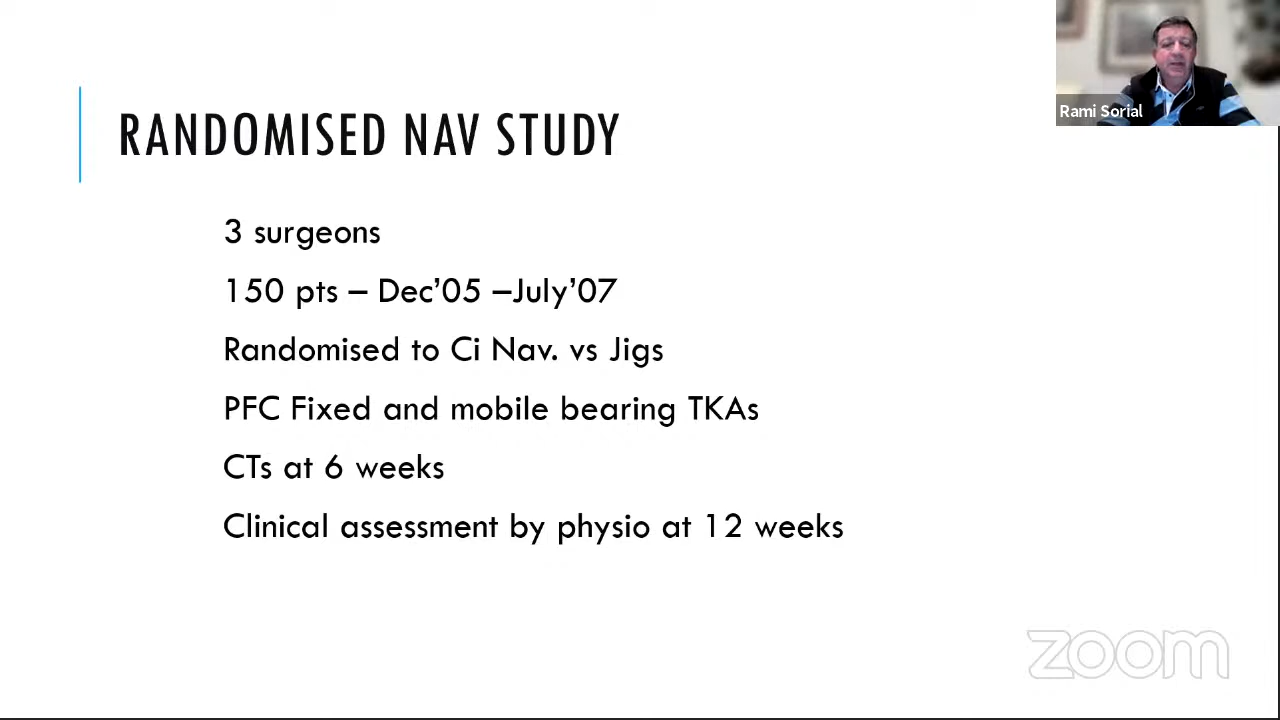 Rami Sorial
RANDOMISED NAV STUDY
3 surgeons
150 pts – Dec’05 –July’07
Randomised to Ci Nav. vs Jigs
PFC Fixed and mobile bearing TKAs
CTs at 6 weeks
Clinical assessment by physio at 12 weeks
zoom